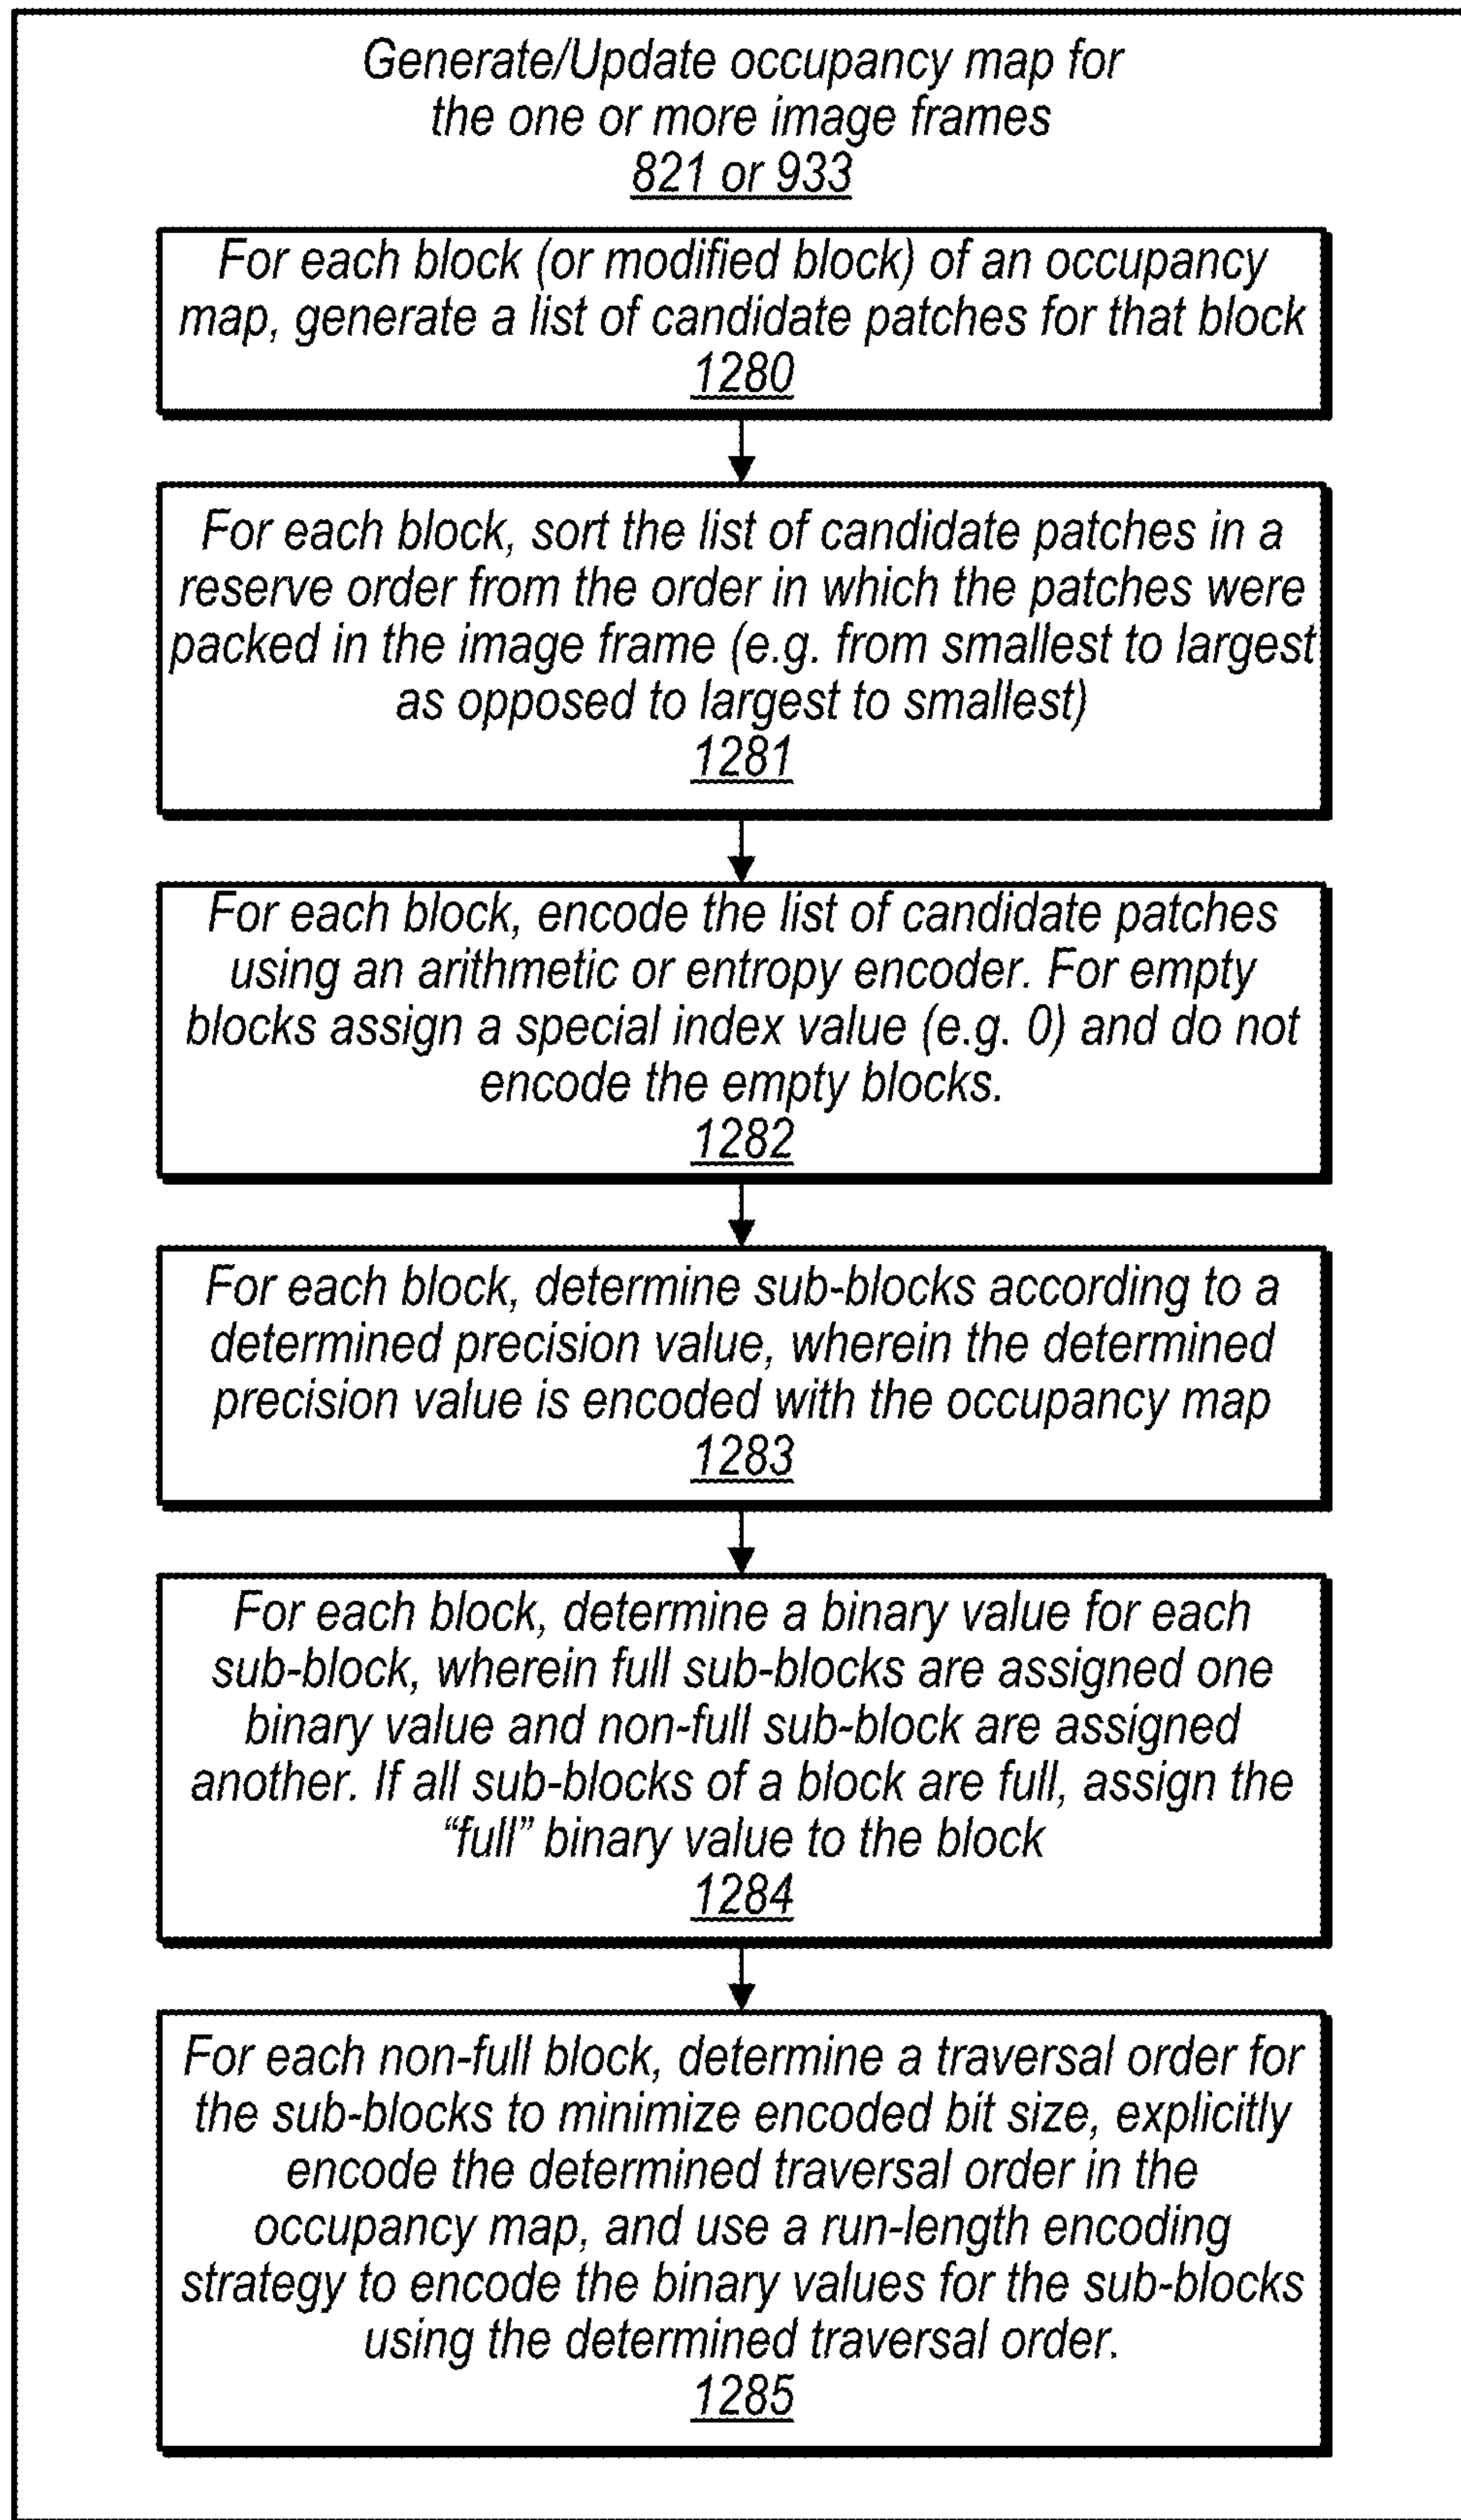 Generate/Update occupancy map for
the one or more image frames
821 or 933
For each block (or modified block) of an occupancy
map, generate a list of candidate patches for that block
1280
For each block, sort the list of candidate patches in a
reserve order from the order in which the patches were
packed in the image frame (e.g. from smallest to largest
as opposed to largest to smallest)
1281
For each block, encode the list of candidate patches
using an arithmetic or entropy encoder. For empty
blocks assign a special index value (e.g. 0) and do not
encode the empty blocks.
1282
For each block, determine sub-blocks according to a
determined precision value, wherein the determined
precision value is encoded with the occupancy map
1283
For each block, determine a binary value for each
sub-block, wherein full sub-blocks are assigned one
binary value and non-full sub-block are assigned
another. If all sub-blocks of a block are full, assign the
“full” binary value to the block
1284
For each non-full block, determine a traversal order for
the sub-blocks to minimize encoded bit size, explicitly
encode the determined traversal order in the
occupancy map, and use a run-length encoding
strategy to encode the binary values for the sub-blocks
using the determined traversal order.
1285